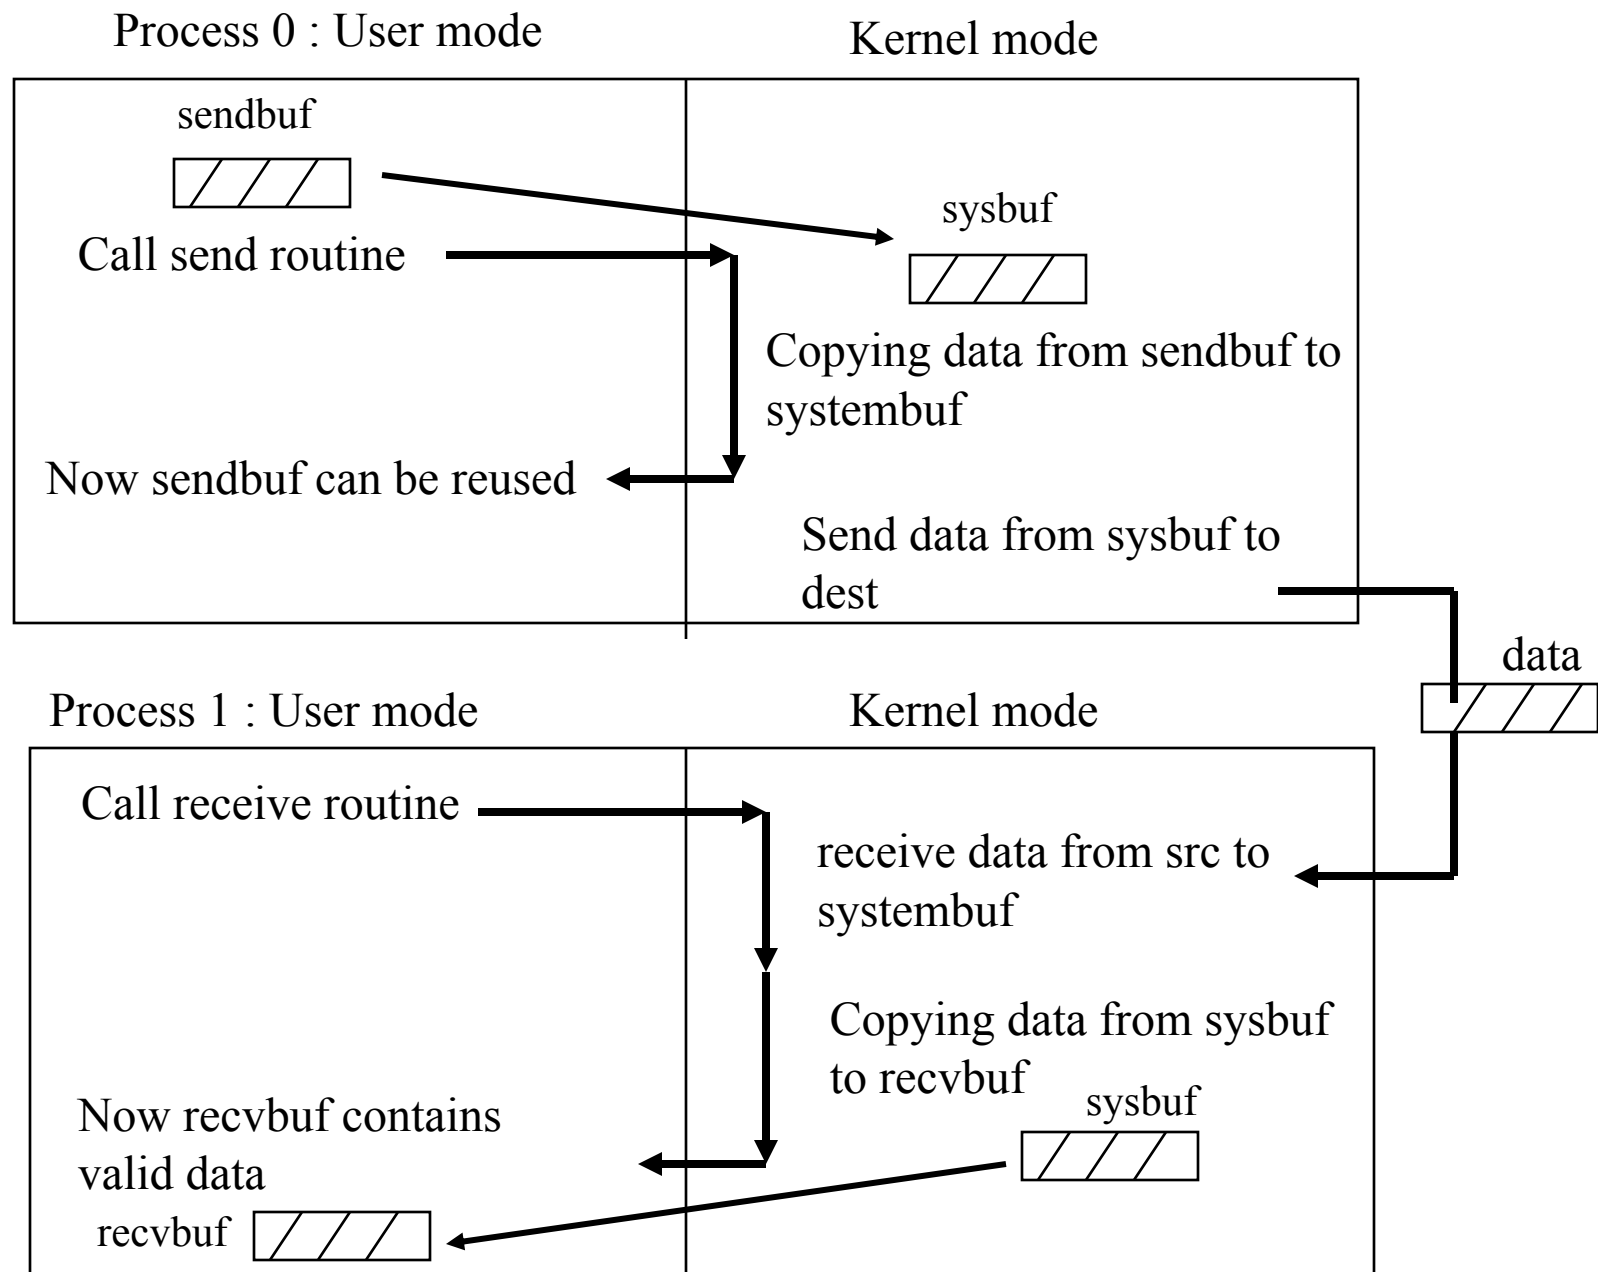 Process 0 : User mode
Kernel mode
sendbuf
sysbuf
Call send routine
Copying data from sendbuf to
systembuf
Now sendbuf can be reused
Send data from sysbuf to
dest
data
Process 1 : User mode
Kernel mode
Call receive routine
receive data from src to
systembuf
Copying data from sysbuf
to recvbuf
sysbuf
Now recvbuf contains
valid data
recvbuf